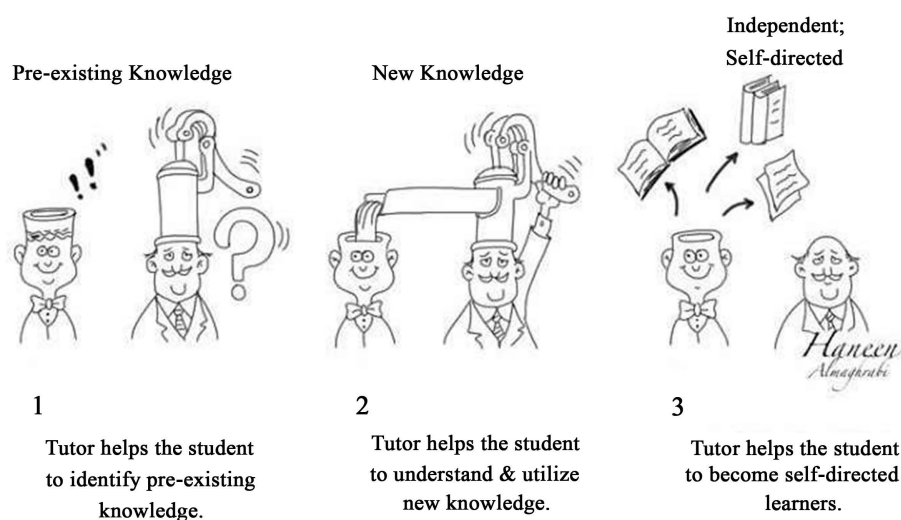 Pre-existing Knowledge
!!
1
Tutor helps the student
to identify pre-existing
knowledge.
New Knowledge
2
Tutor helps the student
to understand & utilize
new knowledge.
Independent;
Self-directed
?
Haneen
Almaghrabi
3
Tutor helps the student
to become self-directed
learners.